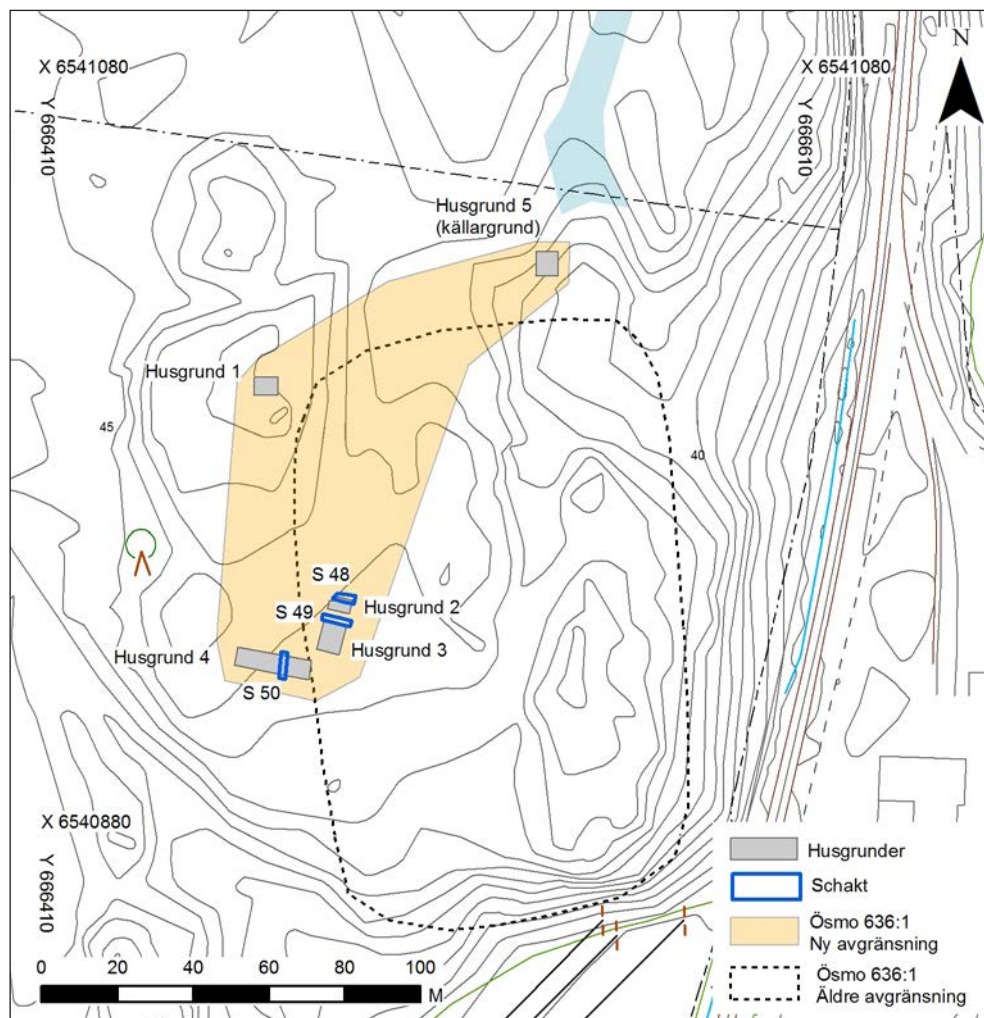 N
X 6541080
X 6541080
Y 666410
Y 666610
Husgrund 5
(källargrund)
Husgrund 1
45
40
S 48
Husgrund 2
S 49
Husgrund 3
Husgrund 4
S 50
X 6540880
Y 666410
Husgrunder
Schakt
Ösmo 636:1
Ny avgränsning
Ösmo 636:1
Äldre avgränsning
0 20 40 60 80 100
M